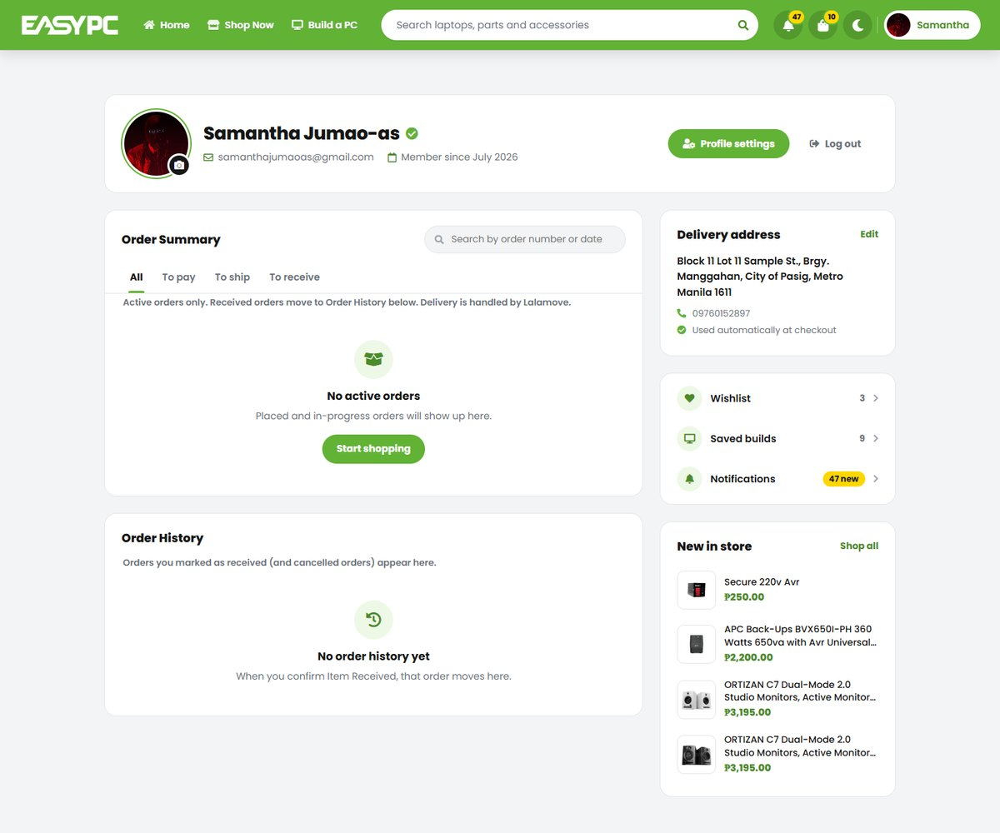 EASYPC
Home
Shop Now
Build a PC
Search laptops, parts and accessories
47
10
Samantha
Samantha Jumao-as
samanthajumaoas@gmail.com
Member since July 2026
Profile settings
Log out
Order Summary
Search by order number or date
All
To pay
To ship
To receive
Active orders only. Received orders move to Order History below. Delivery is handled by Lalamove.
No active orders
Placed and in-progress orders will show up here.
Start shopping
Order History
Orders you marked as received (and cancelled orders) appear here.
No order history yet
When you confirm Item Received, that order moves here.
Delivery address
Edit
Block 11 Lot 11 Sample St., Brgy.
Manggahan, City of Pasig, Metro
Manila 1611
09760152897
Used automatically at checkout
Wishlist
3
Saved builds
9
Notifications
47 new
New in store
Shop all
Secure 220v Avr
₱250.00
APC Back-Ups BVX650I-PH 360
Watts 650va with Avr Universal...
₱2,200.00
ORTIZAN C7 Dual-Mode 2.0
Studio Monitors, Active Monitor...
₱3,195.00
ORTIZAN C7 Dual-Mode 2.0
Studio Monitors, Active Monitor...
₱3,195.00